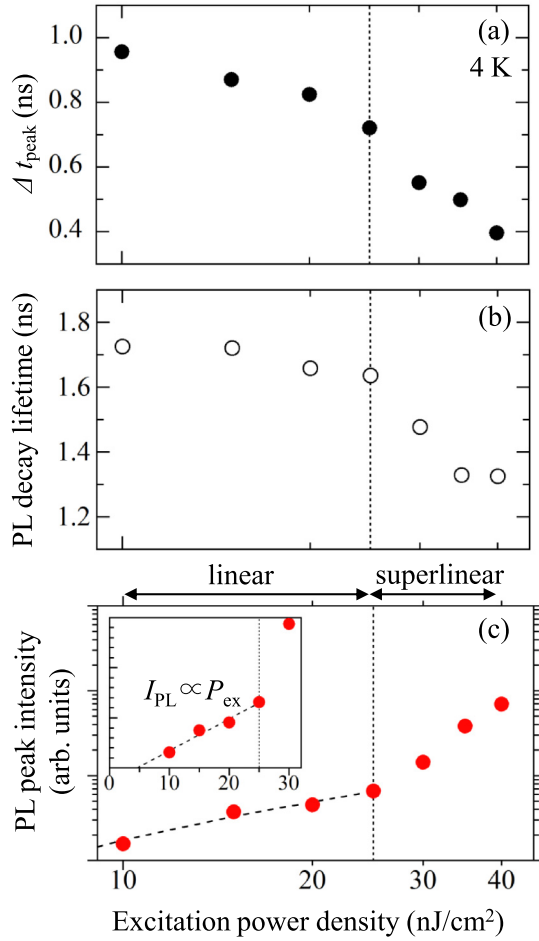 (a)
4 K
1.0
0.8
0.6
0.4
Δ t_peak (ns)
(b)
1.8
1.6
1.4
1.2
PL decay lifetime (ns)
linear
superlinear
(c)
I_PL ∝ P_ex
0
10
20
30
PL peak intensity
(arb. units)
10
20
30
40
Excitation power density (nJ/cm²)